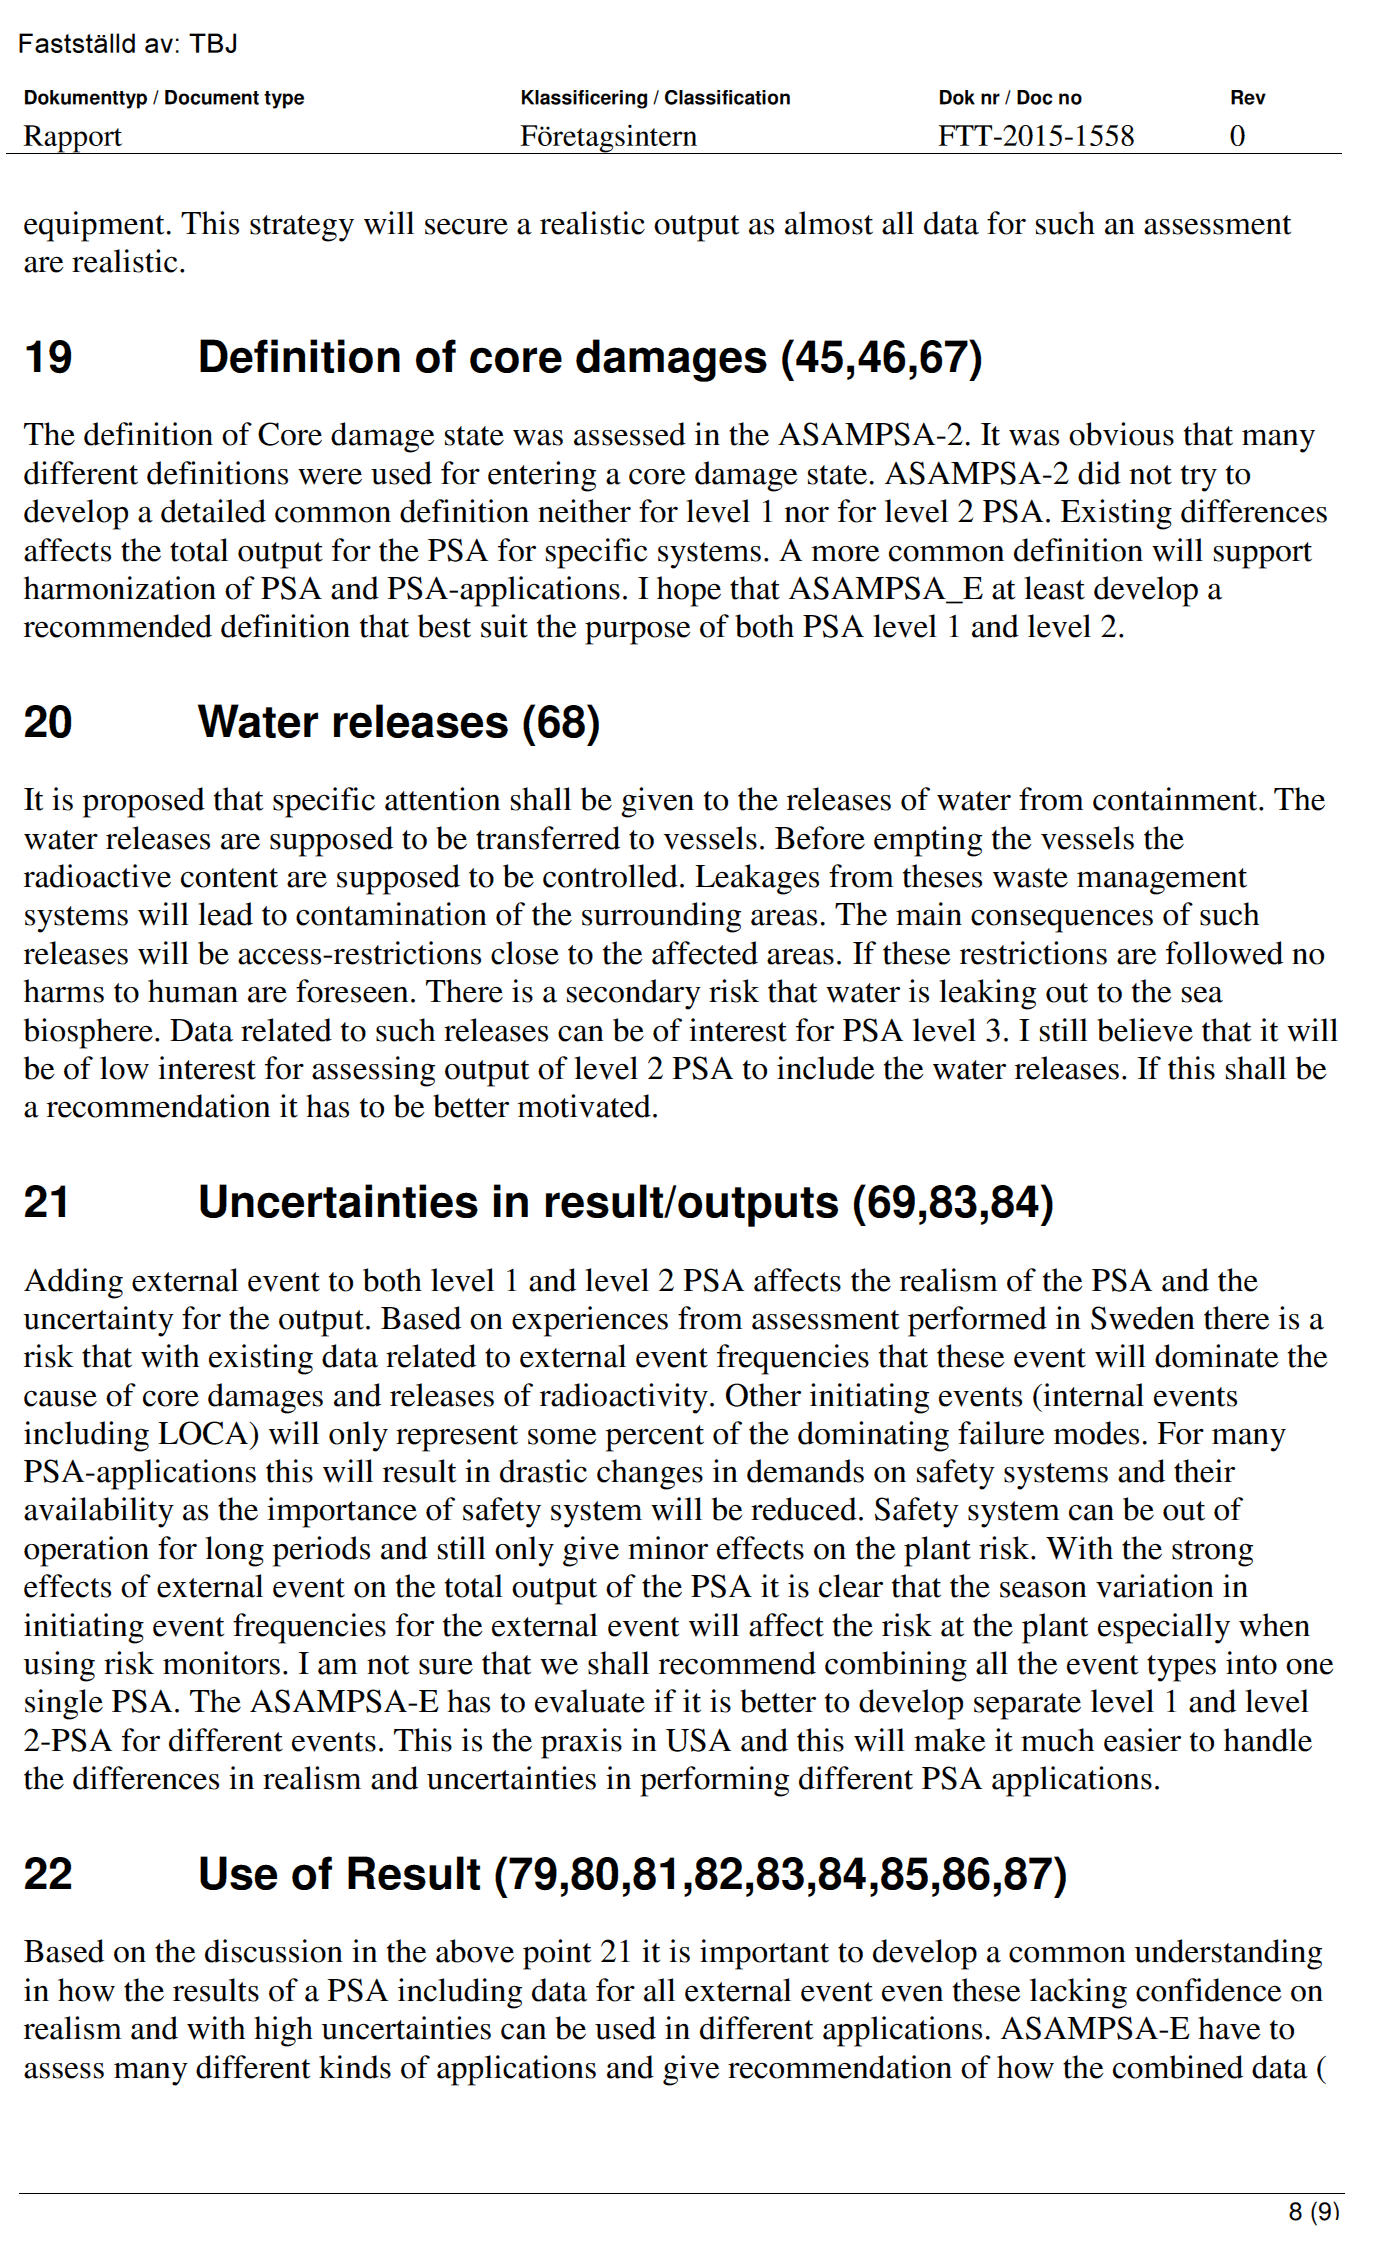 Fastställd av: TBJ
Dokumenttyp / Document type Klassificering / Classification Dok nr / Doc no Rev
Rapport Företagsintern FTT-2015-1558 0
equipment. This strategy will secure a realistic output as almost all data for such an assessment
are realistic.
19 Definition of core damages (45,46,67)
The definition of Core damage state was assessed in the ASAMPSA-2. It was obvious that many
different definitions were used for entering a core damage state. ASAMPSA-2 did not try to
develop a detailed common definition neither for level 1 nor for level 2 PSA. Existing differences
affects the total output for the PSA for specific systems. A more common definition will support
harmonization of PSA and PSA-applications. I hope that ASAMPSA_E at least develop a
recommended definition that best suit the purpose of both PSA level 1 and level 2.
20 Water releases (68)
It is proposed that specific attention shall be given to the releases of water from containment. The
water releases are supposed to be transferred to vessels. Before empting the vessels the
radioactive content are supposed to be controlled. Leakages from theses waste management
systems will lead to contamination of the surrounding areas. The main consequences of such
releases will be access-restrictions close to the affected areas. If these restrictions are followed no
harms to human are foreseen. There is a secondary risk that water is leaking out to the sea
biosphere. Data related to such releases can be of interest for PSA level 3. I still believe that it will
be of low interest for assessing output of level 2 PSA to include the water releases. If this shall be
a recommendation it has to be better motivated.
21 Uncertainties in result/outputs (69,83,84)
Adding external event to both level 1 and level 2 PSA affects the realism of the PSA and the
uncertainty for the output. Based on experiences from assessment performed in Sweden there is a
risk that with existing data related to external event frequencies that these event will dominate the
cause of core damages and releases of radioactivity. Other initiating events (internal events
including LOCA) will only represent some percent of the dominating failure modes. For many
PSA-applications this will result in drastic changes in demands on safety systems and their
availability as the importance of safety system will be reduced. Safety system can be out of
operation for long periods and still only give minor effects on the plant risk. With the strong
effects of external event on the total output of the PSA it is clear that the season variation in
initiating event frequencies for the external event will affect the risk at the plant especially when
using risk monitors. I am not sure that we shall recommend combining all the event types into one
single PSA. The ASAMPSA-E has to evaluate if it is better to develop separate level 1 and level
2-PSA for different events. This is the praxis in USA and this will make it much easier to handle
the differences in realism and uncertainties in performing different PSA applications.
22 Use of Result (79,80,81,82,83,84,85,86,87)
Based on the discussion in the above point 21 it is important to develop a common understanding
in how the results of a PSA including data for all external event even these lacking confidence on
realism and with high uncertainties can be used in different applications. ASAMPSA-E have to
assess many different kinds of applications and give recommendation of how the combined data (
8 (9)